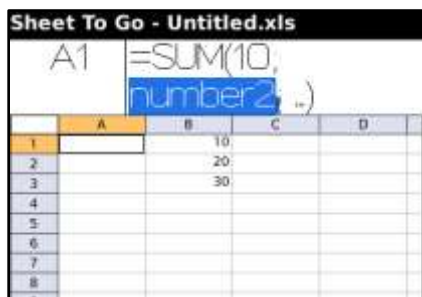 Sheet To Go - Untitled.xls
A1 =SUM(10,
number2, ..)
A B C D
1 10
2 20
3 30
4
5
6
7
8